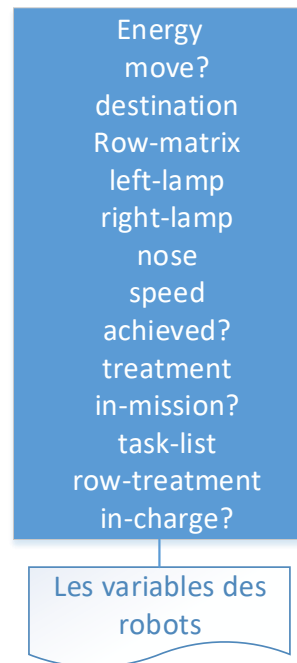 Energy
move?
destination
Row-matrix
left-lamp
right-lamp
nose
speed
achieved?
treatment
in-mission?
task-list
row-treatment
in-charge?
Les variables des
robots